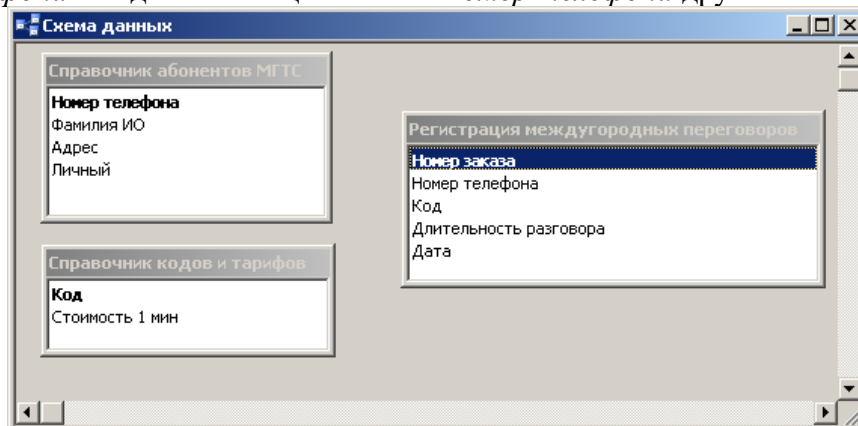 Схема данных
Справочник абонентов МГТС
Номер телефона
Фамилия ИО
Адрес
Личный
Регистрация междугородных переговоров
Номер заказа
Номер телефона
Код
Длительность разговора
Дата
Справочник кодов и тарифов
Код
Стоимость 1 мин